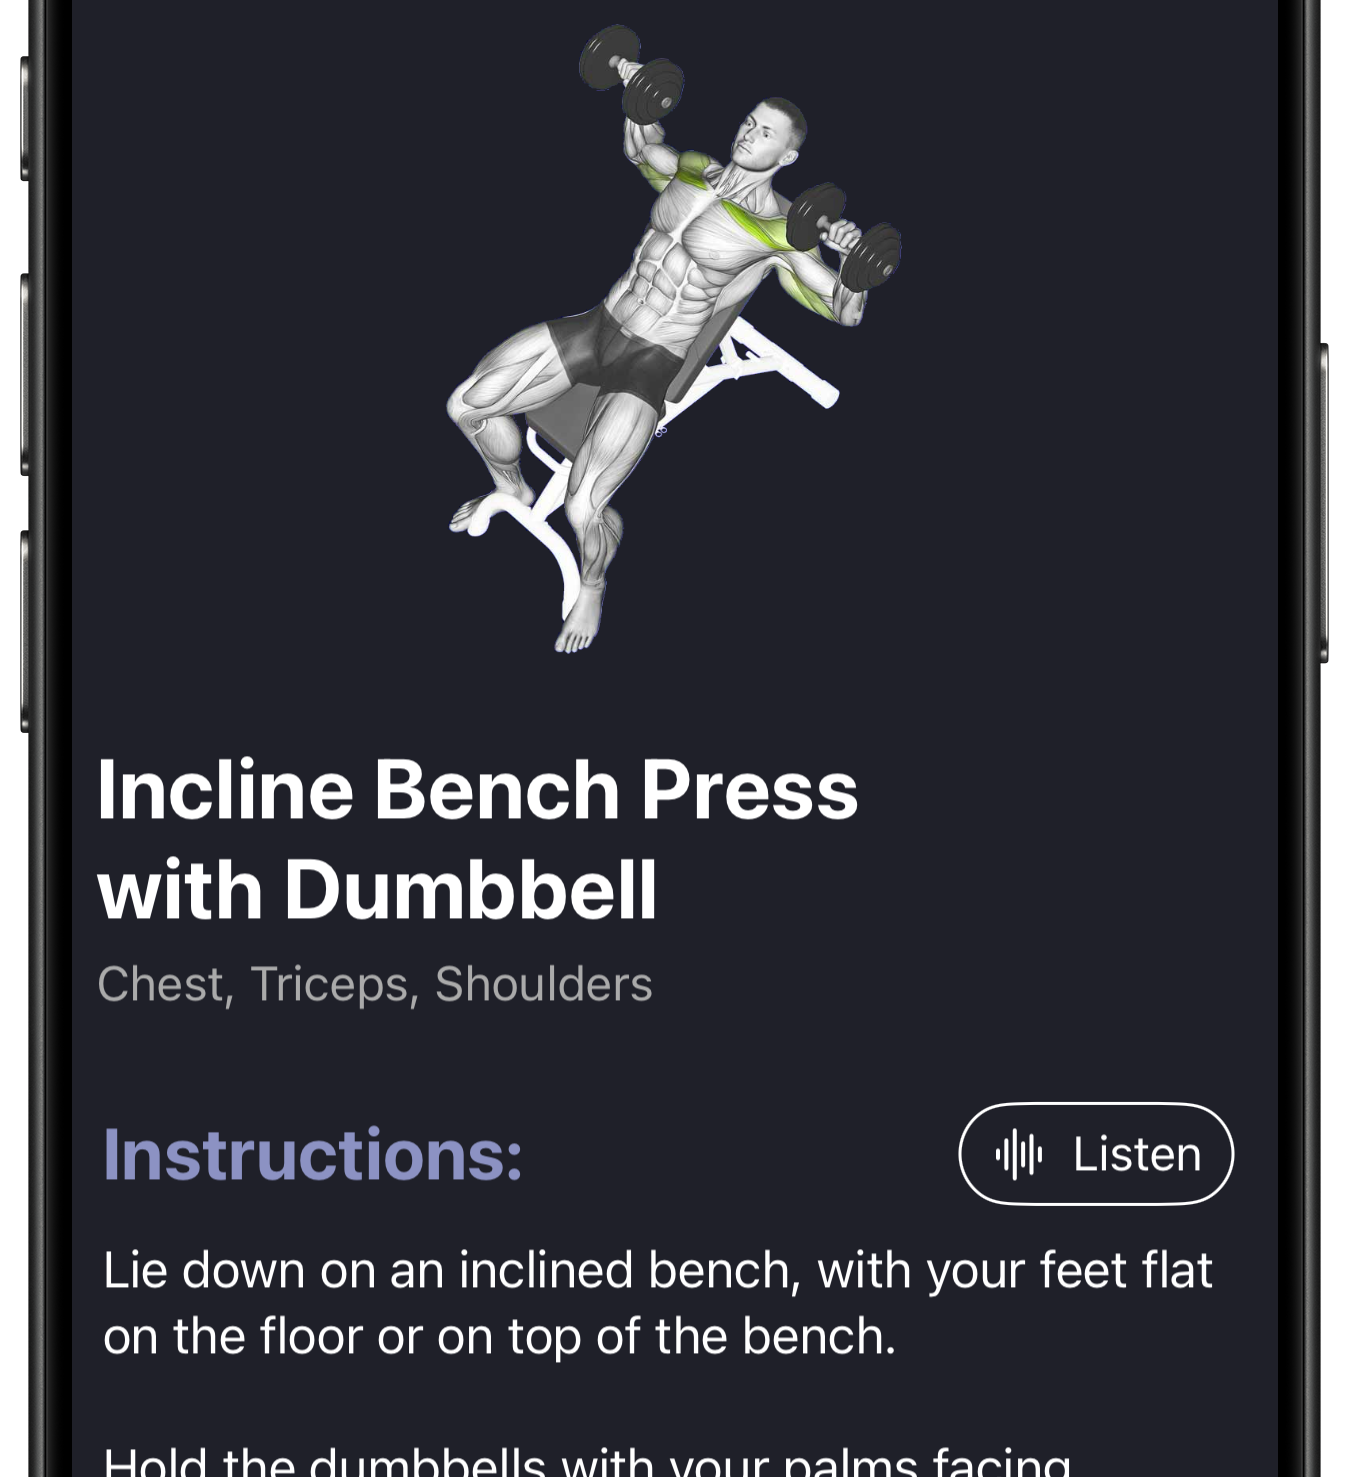 Incline Bench Press
with Dumbbell
Chest, Triceps, Shoulders
Instructions:
Listen
Lie down on an inclined bench, with your feet flat
on the floor or on top of the bench.
Hold the dumbbells with your palms facing